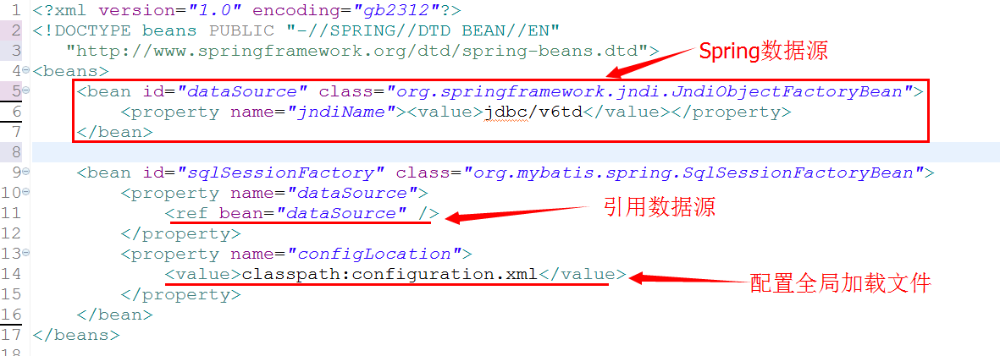 1 <?xml version="1.0" encoding="gb2312"?>
2 <!DOCTYPE beans PUBLIC "-//SPRING//DTD BEAN//EN"
3 "http://www.springframework.org/dtd/spring-beans.dtd">
Spring数据源
4 <beans>
5 <bean id="dataSource" class="org.springframework.jndi.JndiObjectFactoryBean">
6 <property name="jndiName"><value>jdbc/v6td</value></property>
7 </bean>
8
9 <bean id="sqlSessionFactory" class="org.mybatis.spring.SqlSessionFactoryBean">
10 <property name="dataSource">
11 <ref bean="dataSource" />
引用数据源
12 </property>
13 <property name="configLocation">
14 <value>classpath:configuration.xml</value>
配置全局加载文件
15 </property>
16 </bean>
17 </beans>
18